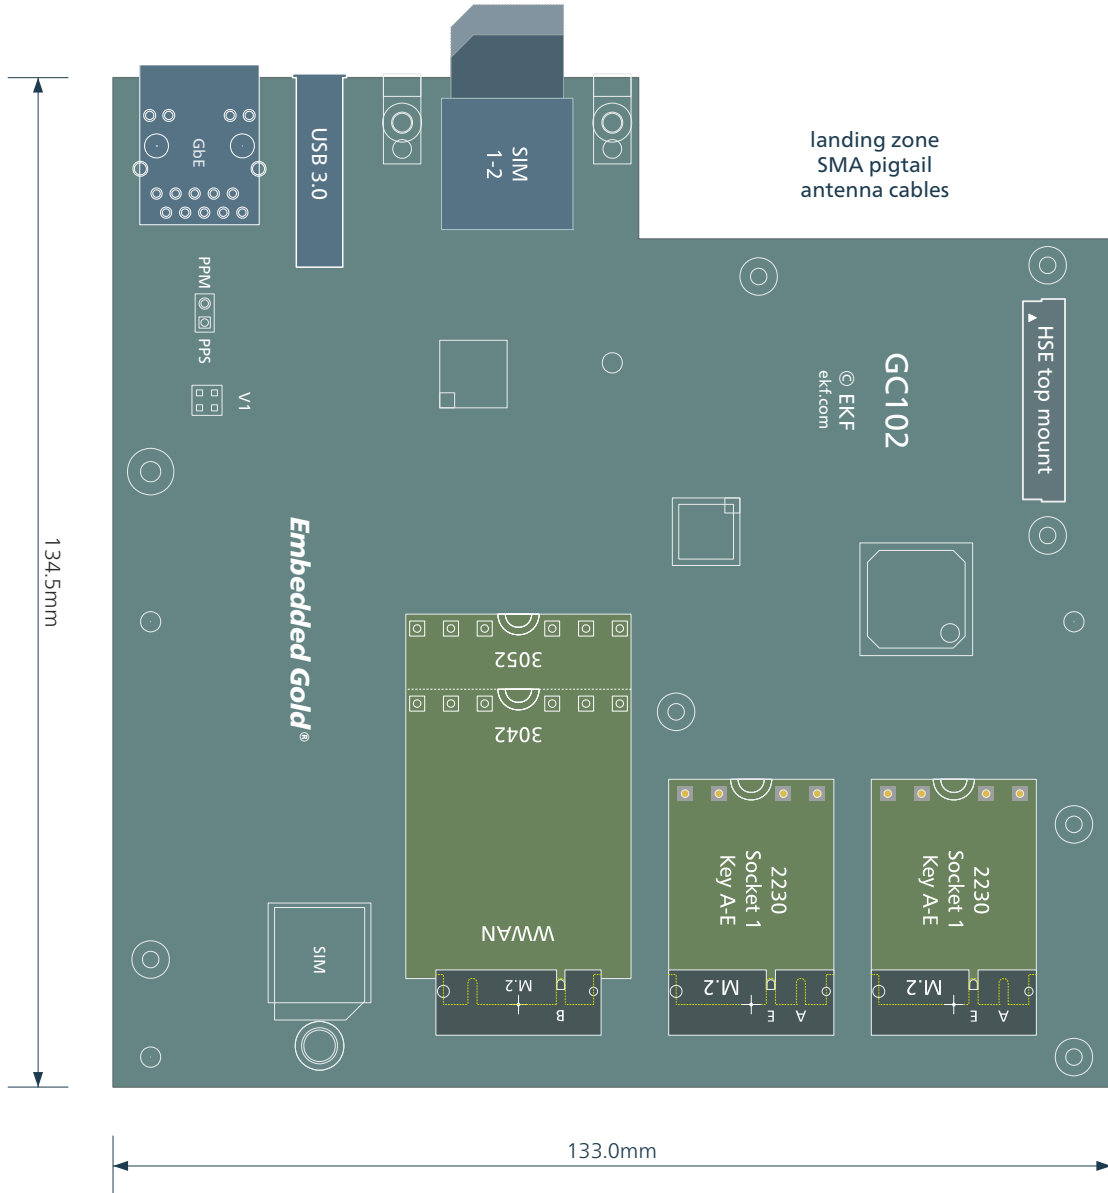 landing zone
SMA pigtail
antenna cables
GbE
USB 3.0
SIM
1-2
PPM
PPS
V1
HSE top mount
GC102
© EKF
ekf.com
134.5mm
Embedded Gold®
3052
3042
WWAN
M.2
B
2230
Socket 1
Key A-E
M.2
E
A
2230
Socket 1
Key A-E
M.2
E
A
SIM
133.0mm